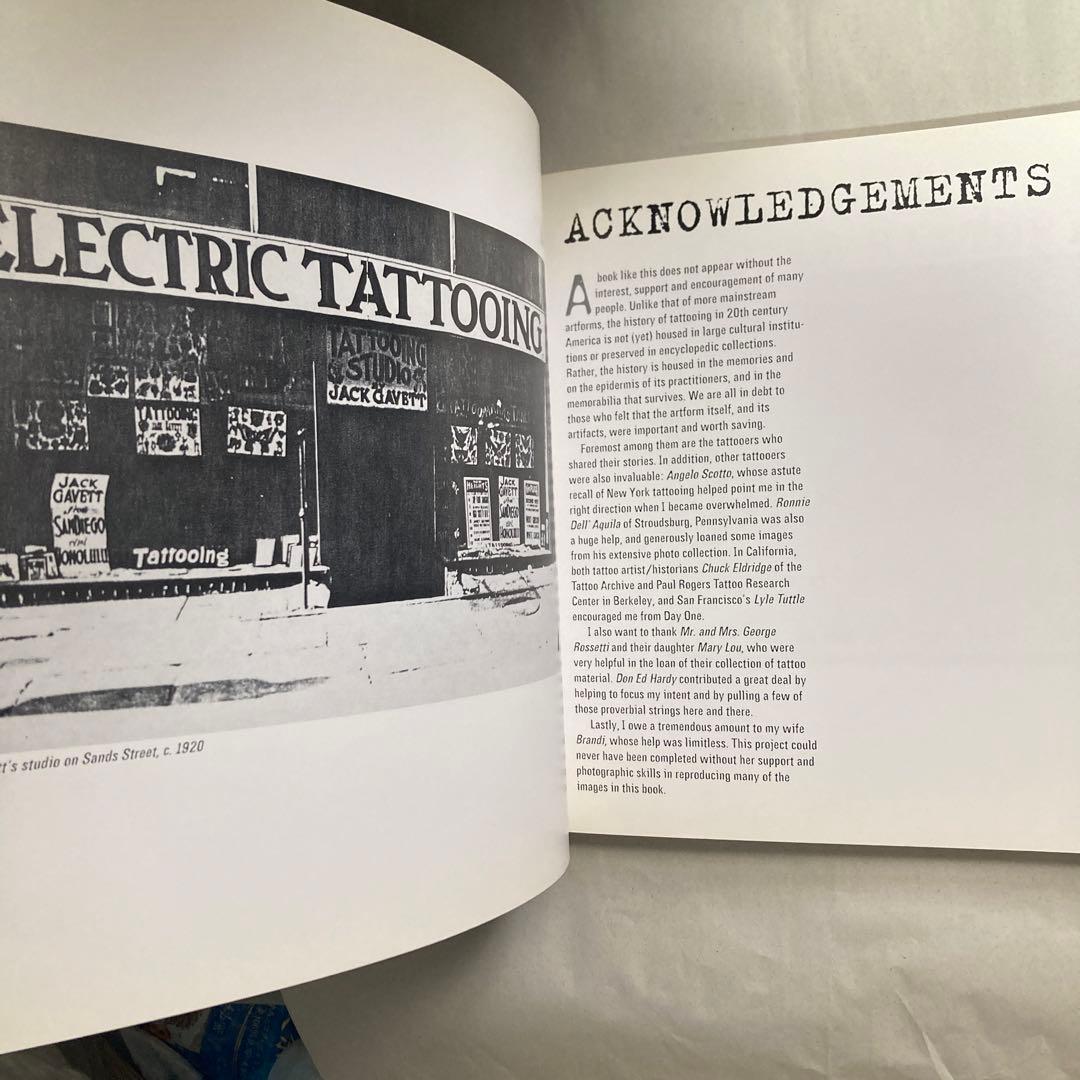 ELECTRIC TATTOOING
TATTOOING
STUDIO
JACK GAVETT
TATTOOING
JACK
GAVETT
SANDIEGO
HONOLULU
Tattooing
JACK
GAVETT
tt's studio on Sands Street, c. 1920
ACKNOWLEDGEMENTS
A book like this does not appear without the
interest, support and encouragement of many
people. Unlike that of more mainstream
artforms, the history of tattooing in 20th century
America is not (yet) housed in large cultural institu-
tions or preserved in encyclopedic collections.
Rather, the history is housed in the memories and
on the epidermis of its practitioners, and in the
memorabilia that survives. We are all in debt to
those who felt that the artform itself, and its
artifacts, were important and worth saving.
Foremost among them are the tattooers who
shared their stories. In addition, other tattooers
were also invaluable: Angelo Scotto, whose astute
recall of New York tattooing helped point me in the
right direction when I became overwhelmed. Ronnie
Dell' Aquila of Stroudsburg, Pennsylvania was also
a huge help, and generously loaned some images
from his extensive photo collection. In California,
both tattoo artist/historians Chuck Eldridge of the
Tattoo Archive and Paul Rogers Tattoo Research
Center in Berkeley, and San Francisco's Lyle Tuttle
encouraged me from Day One.
I also want to thank Mr. and Mrs. George
Rossetti and their daughter Mary Lou, who were
very helpful in the loan of their collection of tattoo
material. Don Ed Hardy contributed a great deal by
helping to focus my intent and by pulling a few of
those proverbial strings here and there.
Lastly, I owe a tremendous amount to my wife
Brandi, whose help was limitless. This project could
never have been completed without her support and
photographic skills in reproducing many of the
images in this book.